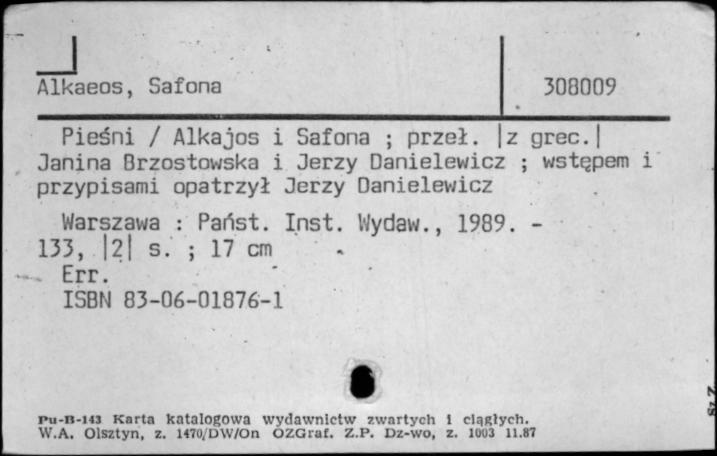 Alkaeos, Safona 308009
Pieśni / Alkajos i Safona ; przeł. |z grec.|
Janina Brzostowska i Jerzy Danielewicz ; wstępem i
przypisami opatrzył Jerzy Danielewicz
Warszawa : Państ. Inst. Wydaw., 1989. -
133, |2| s. ; 17 cm
Err.
ISBN 83-06-01876-1
Pu-B-143 Karta katalogowa wydawnictw zwartych i ciągłych.
W.A. Olsztyn, z. 1470/DW/On OZGraf. Z.P. Dz-wo, z. 1003 11.87